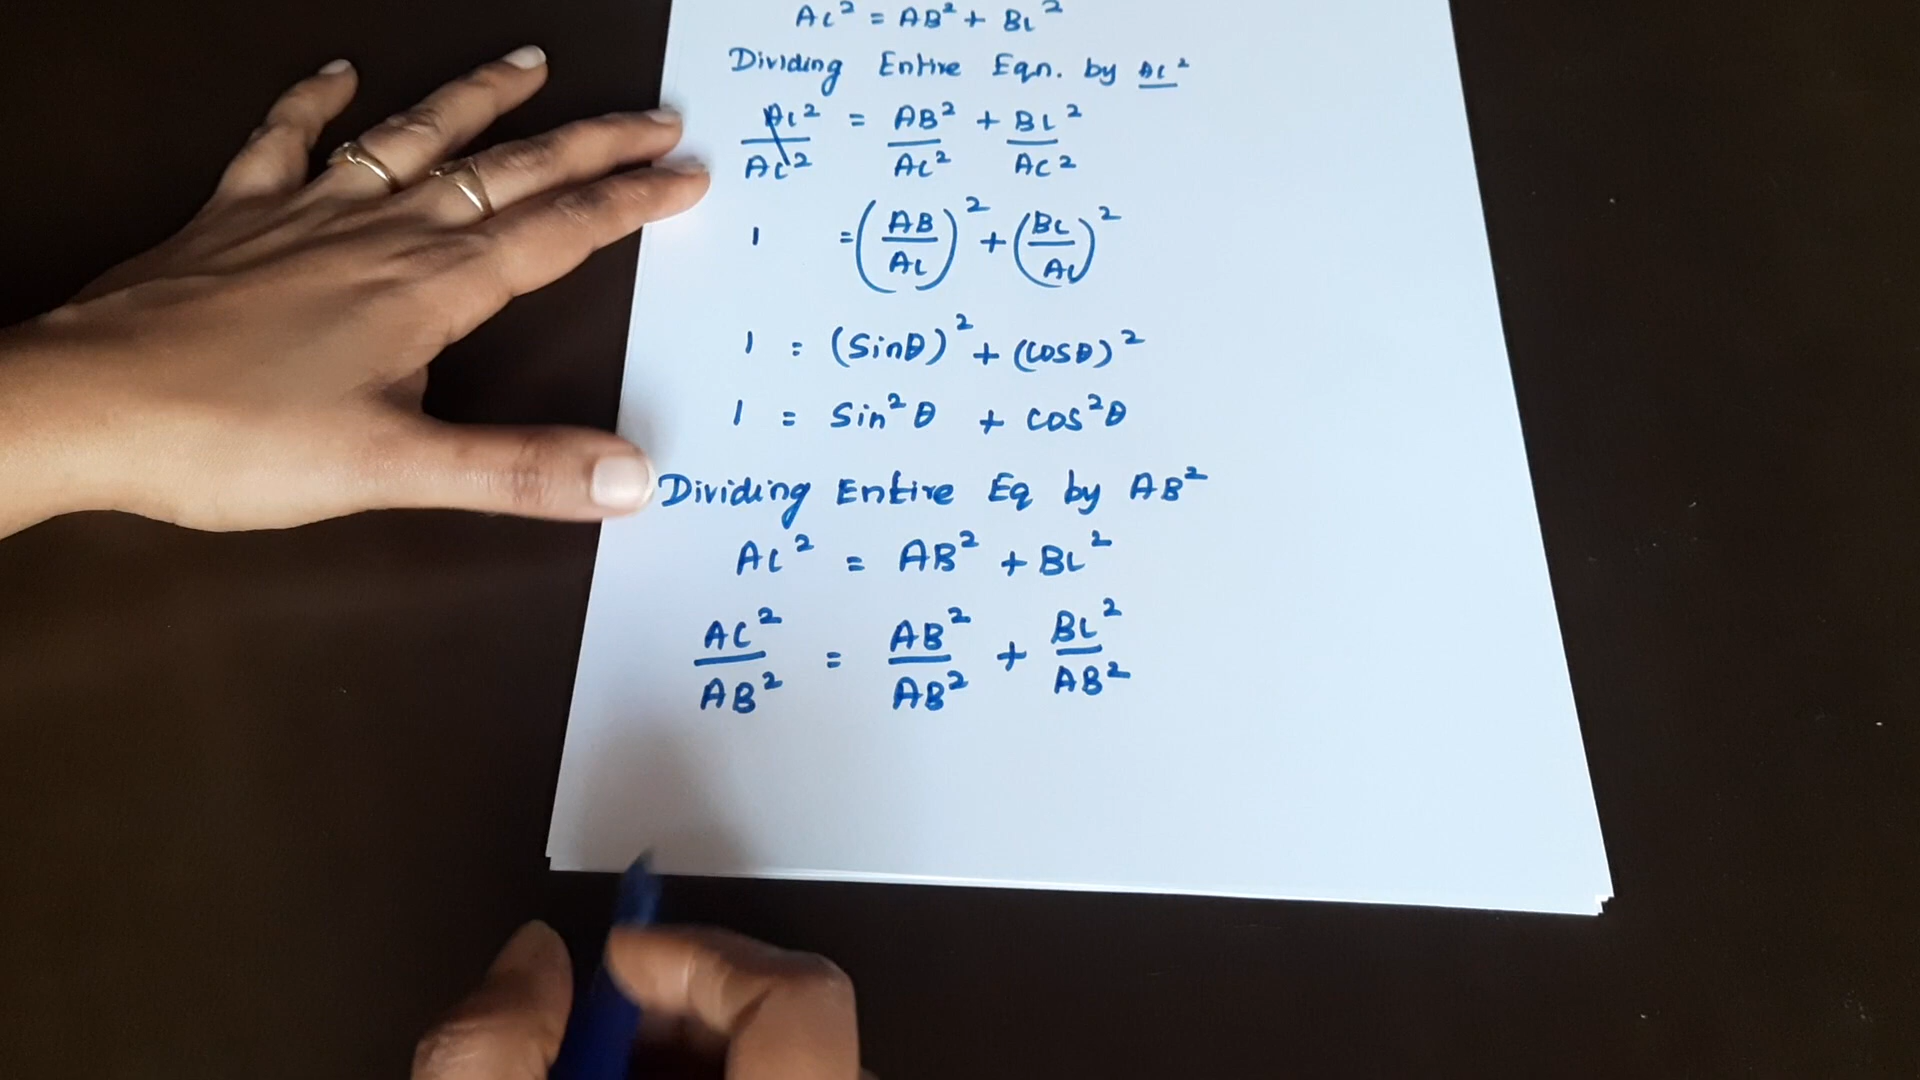 AC² = AB² + BC²
Dividing Entire Eqn. by AC²
AC²/AC² = AB²/AC² + BC²/AC²
1 = (AB/AC)² + (BC/AC)²
1 = (Sinθ)² + (cosθ)²
1 = Sin²θ + cos²θ
Dividing Entire Eq by AB²
AC² = AB² + BC²
AC²/AB² = AB²/AB² + BC²/AB²